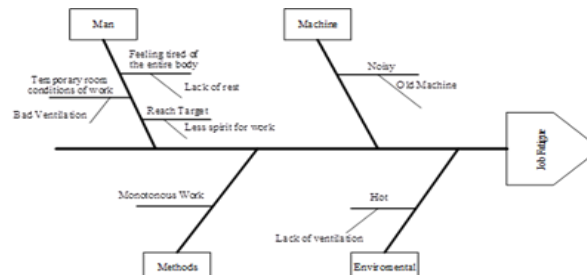 Man
Machine
Feeling tired of
the entire body
Lack of rest
Temporary room
conditions of work
Bad Ventilation
Reach Target
Less spirit for work
Noisy
Old Machine
Job Fatigue
Monotonous Work
Hot
Lack of ventilation
Methods
Enviromental